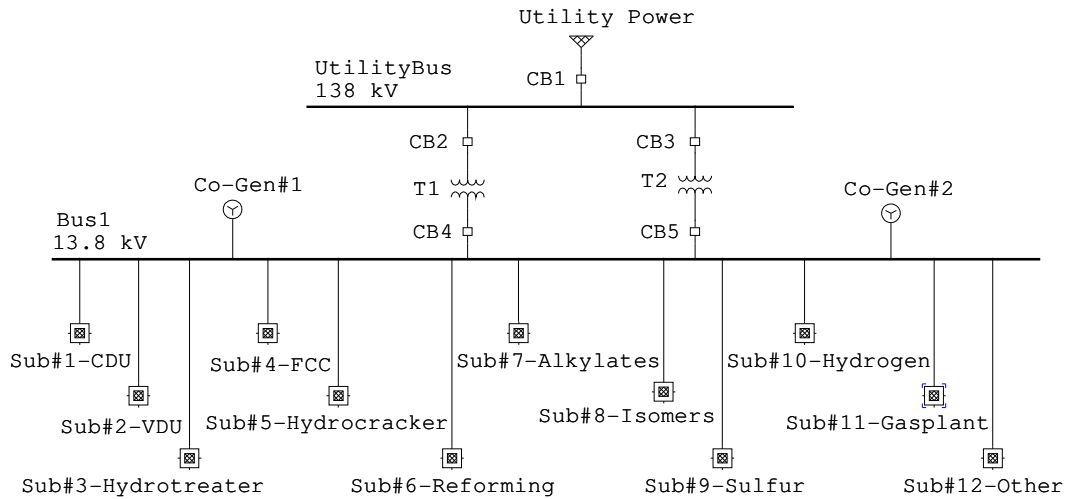 Utility Power
UtilityBus
138 kV
CB1
CB2
CB3
T1
T2
Co-Gen#1
Co-Gen#2
CB4
CB5
Bus1
13.8 kV
Sub#1-CDU
Sub#4-FCC
Sub#7-Alkylates
Sub#10-Hydrogen
Sub#2-VDU
Sub#5-Hydrocracker
Sub#8-Isomers
Sub#11-Gasplant
Sub#3-Hydrotreater
Sub#6-Reforming
Sub#9-Sulfur
Sub#12-Other